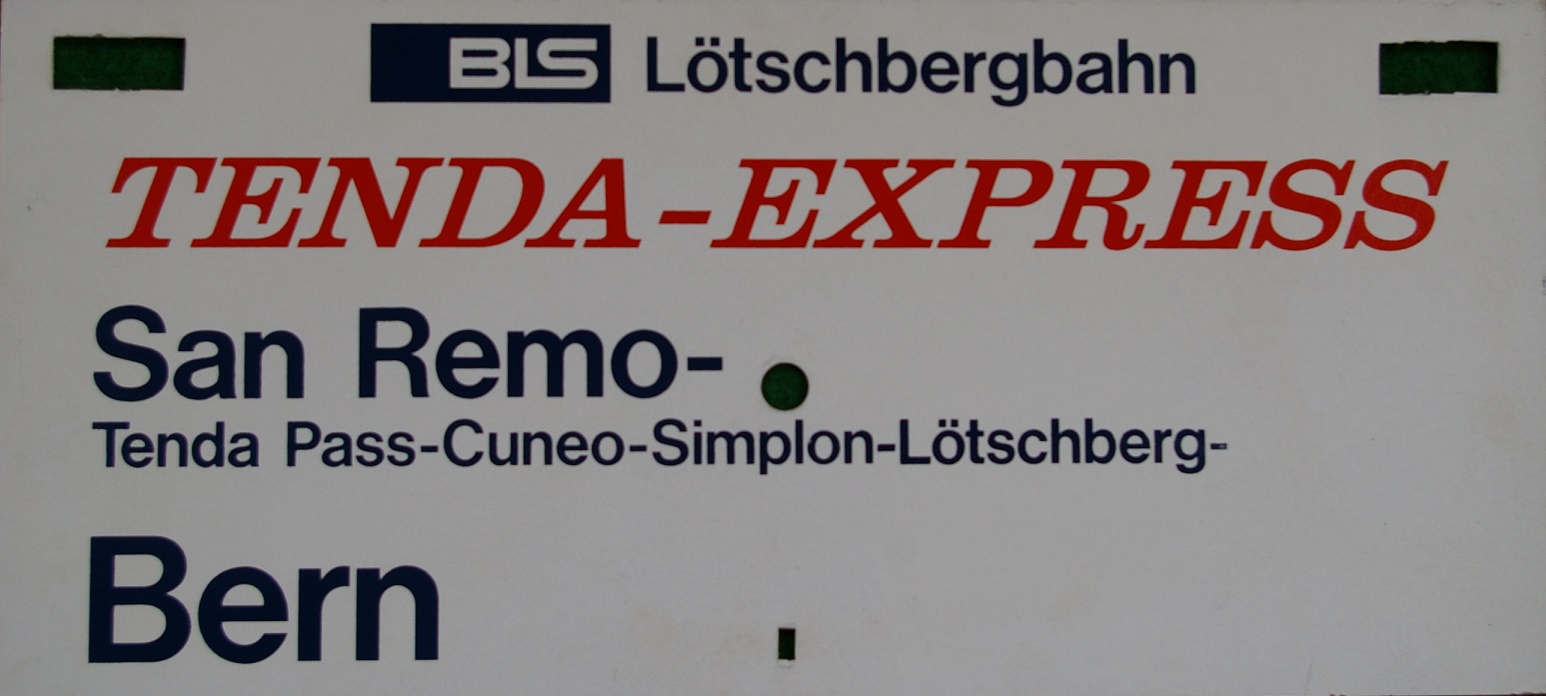 BLS Lötschbergbahn
TENDA-EXPRESS
San Remo-
Tenda Pass-Cuneo-Simplon-Lötschberg-
Bern